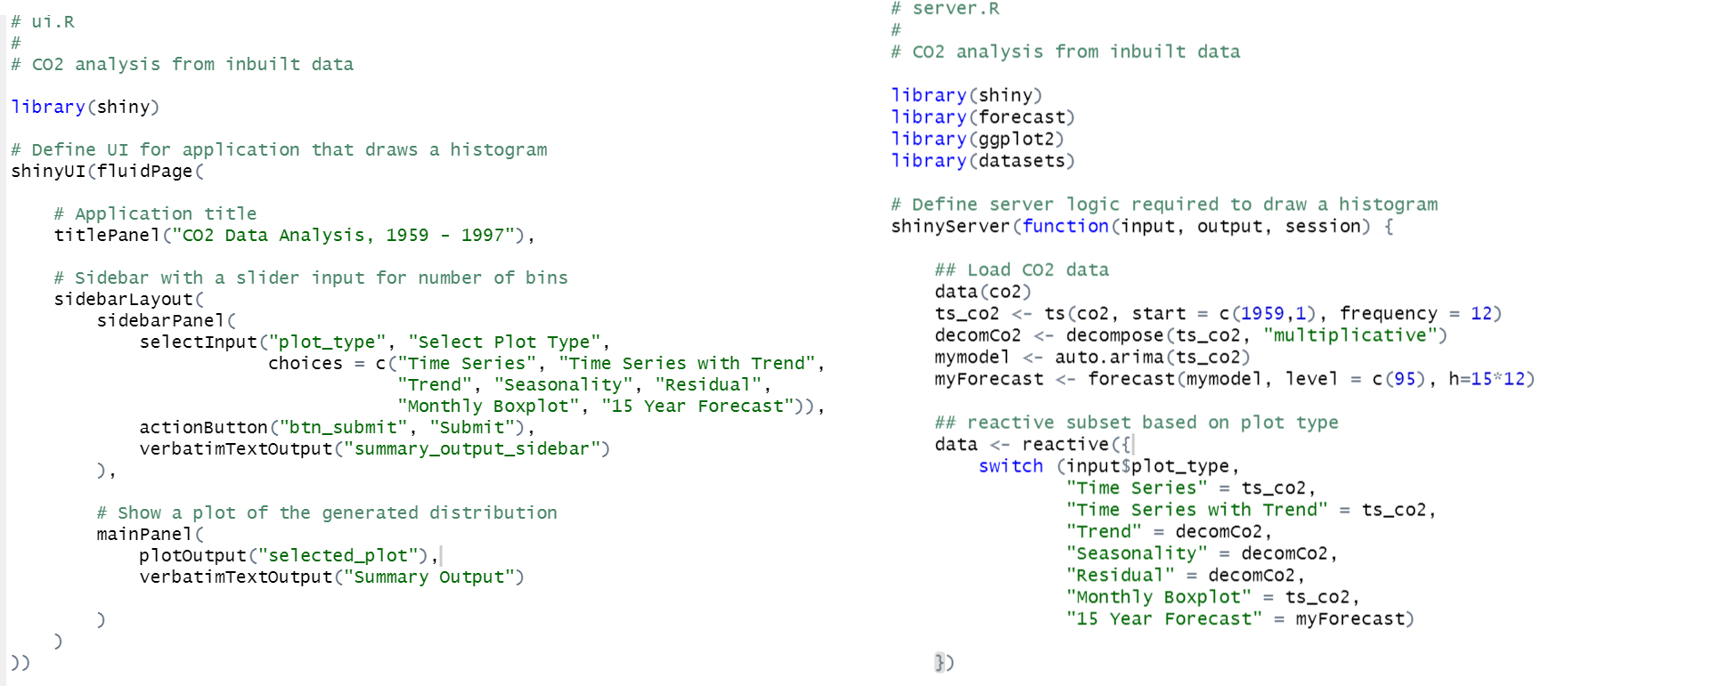 # ui.R
#
# CO2 analysis from inbuilt data
library(shiny)
# Define UI for application that draws a histogram
shinyUI(fluidPage(
    # Application title
    titlePanel("CO2 Data Analysis, 1959 - 1997"),
    # Sidebar with a slider input for number of bins
    sidebarLayout(
        sidebarPanel(
            selectInput("plot_type", "Select Plot Type",
                        choices = c("Time Series", "Time Series with Trend",
                                    "Trend", "Seasonality", "Residual",
                                    "Monthly Boxplot", "15 Year Forecast")),
            actionButton("btn_submit", "Submit"),
            verbatimTextOutput("summary_output_sidebar")
        ),
        # Show a plot of the generated distribution
        mainPanel(
            plotOutput("selected_plot"),
            verbatimTextOutput("Summary Output")
        )
    )
))
# server.R
#
# CO2 analysis from inbuilt data
library(shiny)
library(forecast)
library(ggplot2)
library(datasets)
# Define server logic required to draw a histogram
shinyServer(function(input, output, session) {
    ## Load CO2 data
    data(co2)
    ts_co2 <- ts(co2, start = c(1959,1), frequency = 12)
    decomCo2 <- decompose(ts_co2, "multiplicative")
    mymodel <- auto.arima(ts_co2)
    myForecast <- forecast(mymodel, level = c(95), h=15*12)
    ## reactive subset based on plot type
    data <- reactive({
        switch (input$plot_type,
                "Time Series" = ts_co2,
                "Time Series with Trend" = ts_co2,
                "Trend" = decomCo2,
                "Seasonality" = decomCo2,
                "Residual" = decomCo2,
                "Monthly Boxplot" = ts_co2,
                "15 Year Forecast" = myForecast)
    })